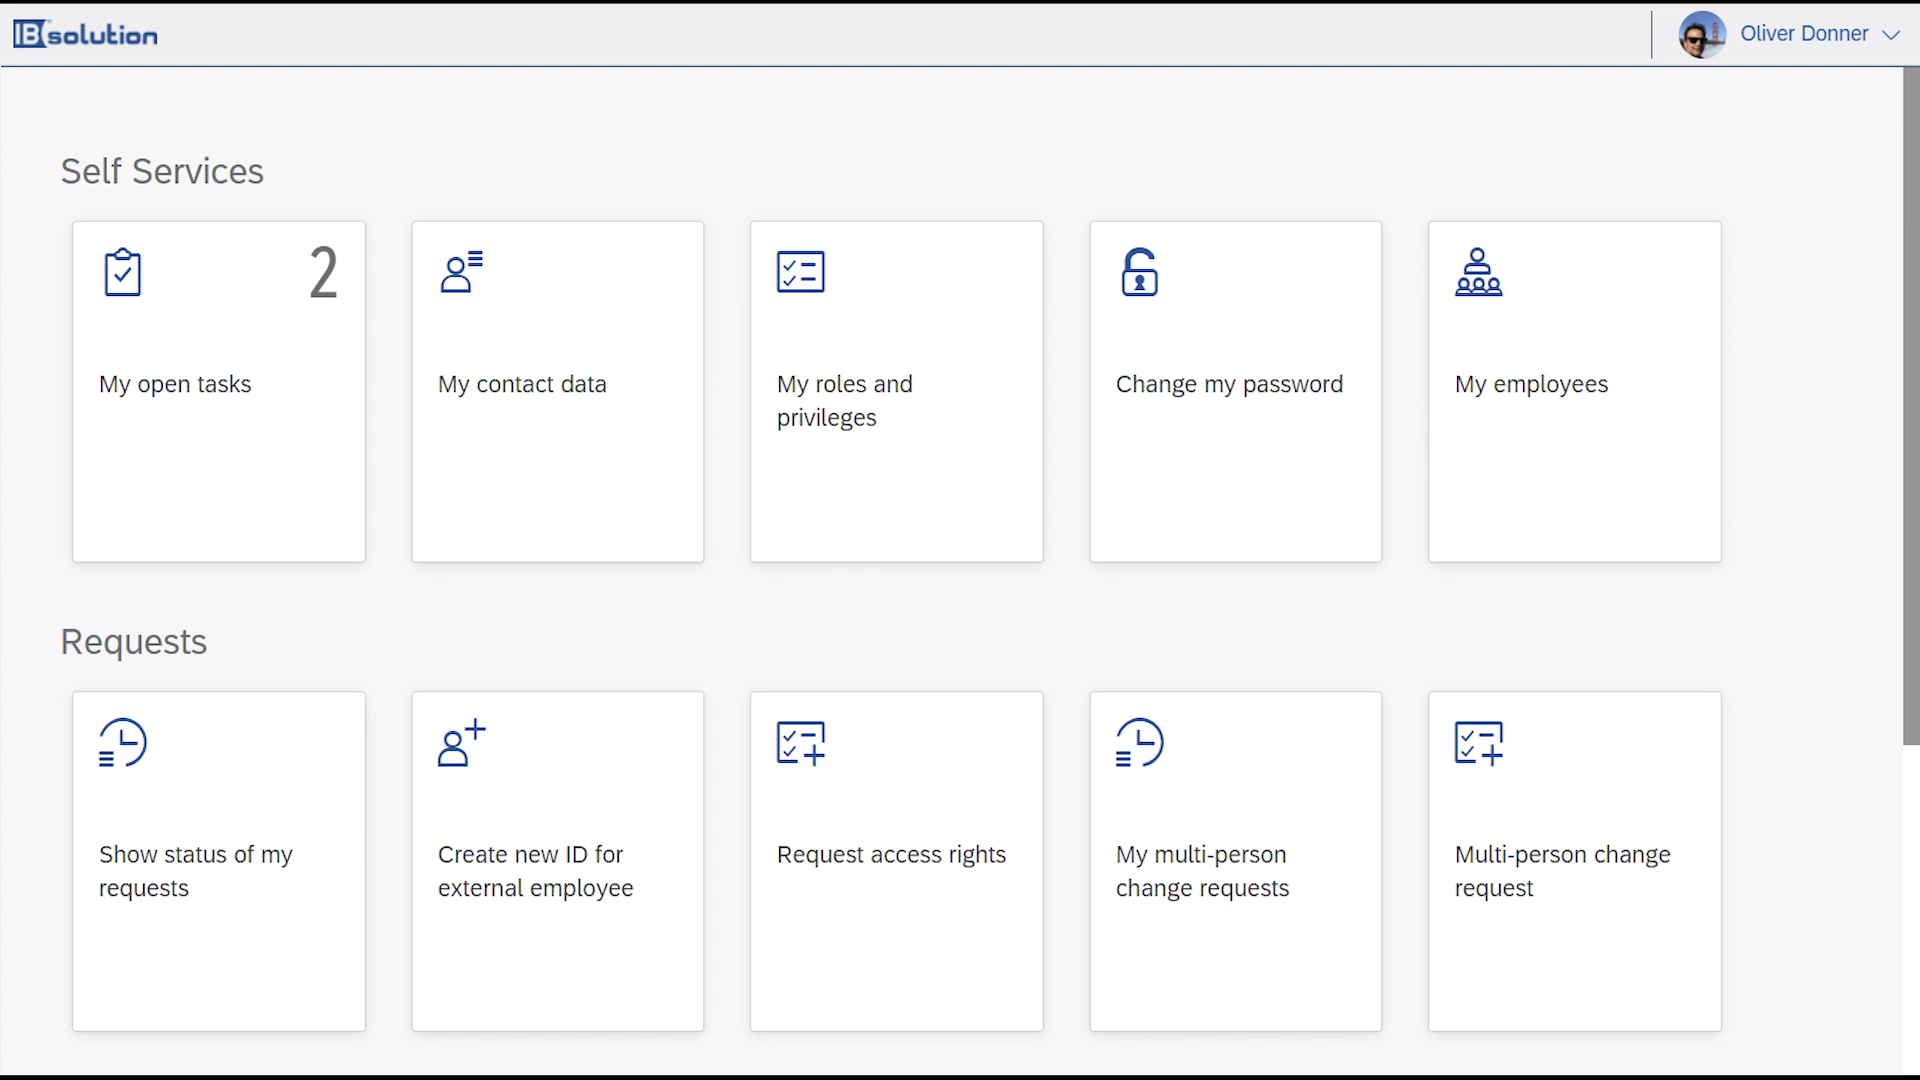 IBsolution
Oliver Donner
Self Services
2
My open tasks
My contact data
My roles and
privileges
Change my password
My employees
Requests
Show status of my
requests
Create new ID for
external employee
Request access rights
My multi-person
change requests
Multi-person change
request